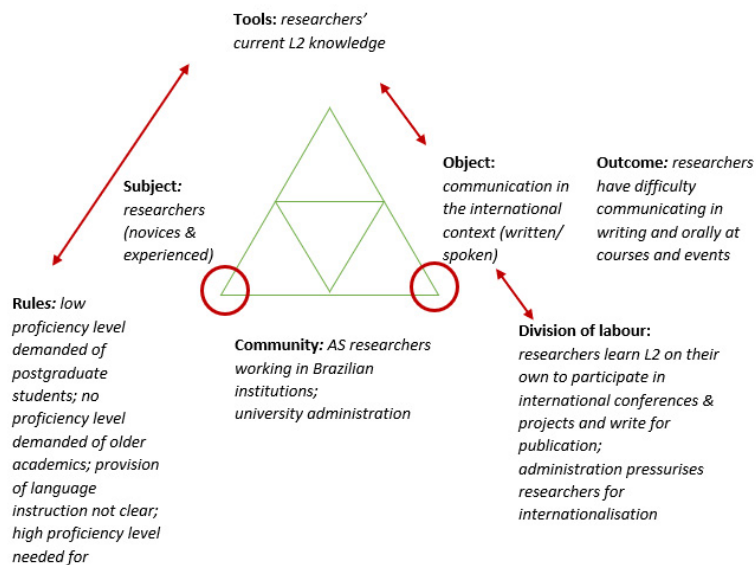 Tools: researchers'
current L2 knowledge
Subject:
researchers
(novices &
experienced)
Object:
communication in
the international
context (written/
spoken)
Outcome: researchers
have difficulty
communicating in
writing and orally at
courses and events
Rules: low
proficiency level
demanded of
postgraduate
students; no
proficiency level
demanded of older
academics; provision
of language
instruction not clear;
high proficiency level
needed for
Community: AS researchers
working in Brazilian
institutions;
university administration
Division of labour:
researchers learn L2 on their
own to participate in
international conferences &
projects and write for
publication;
administration pressurises
researchers for
internationalisation